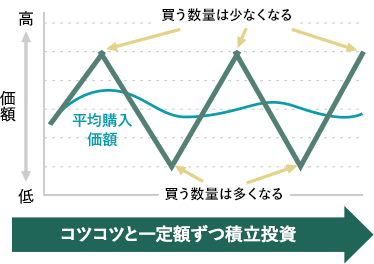 高
買う数量は少なくなる
価額
平均購入
価額
低
買う数量は多くなる
コツコツと一定額ずつ積立投資